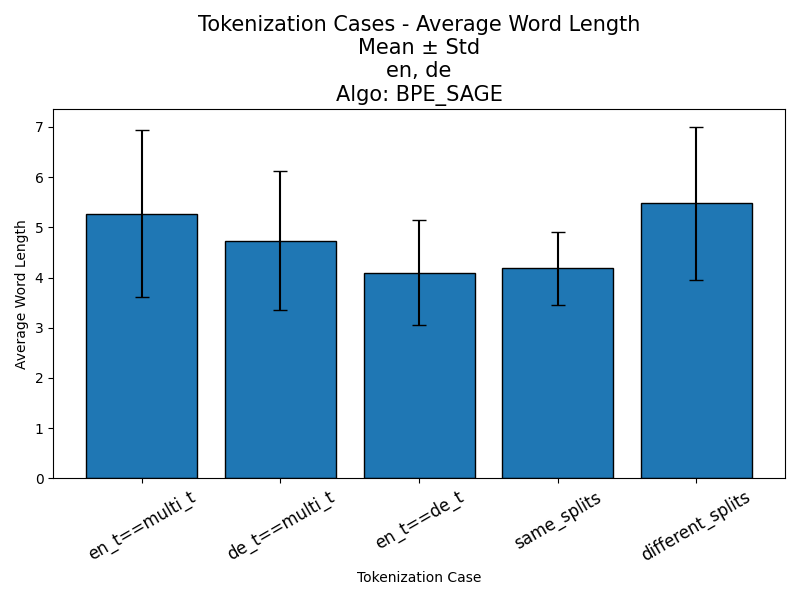 Tokenization Cases - Average Word Length
Mean ± Std
en, de
Algo: BPE_SAGE
7
6
5
4
3
2
1
0
Average Word Length
en_t==multi_t
de_t==multi_t
en_t==de_t
same_splits
different_splits
Tokenization Case